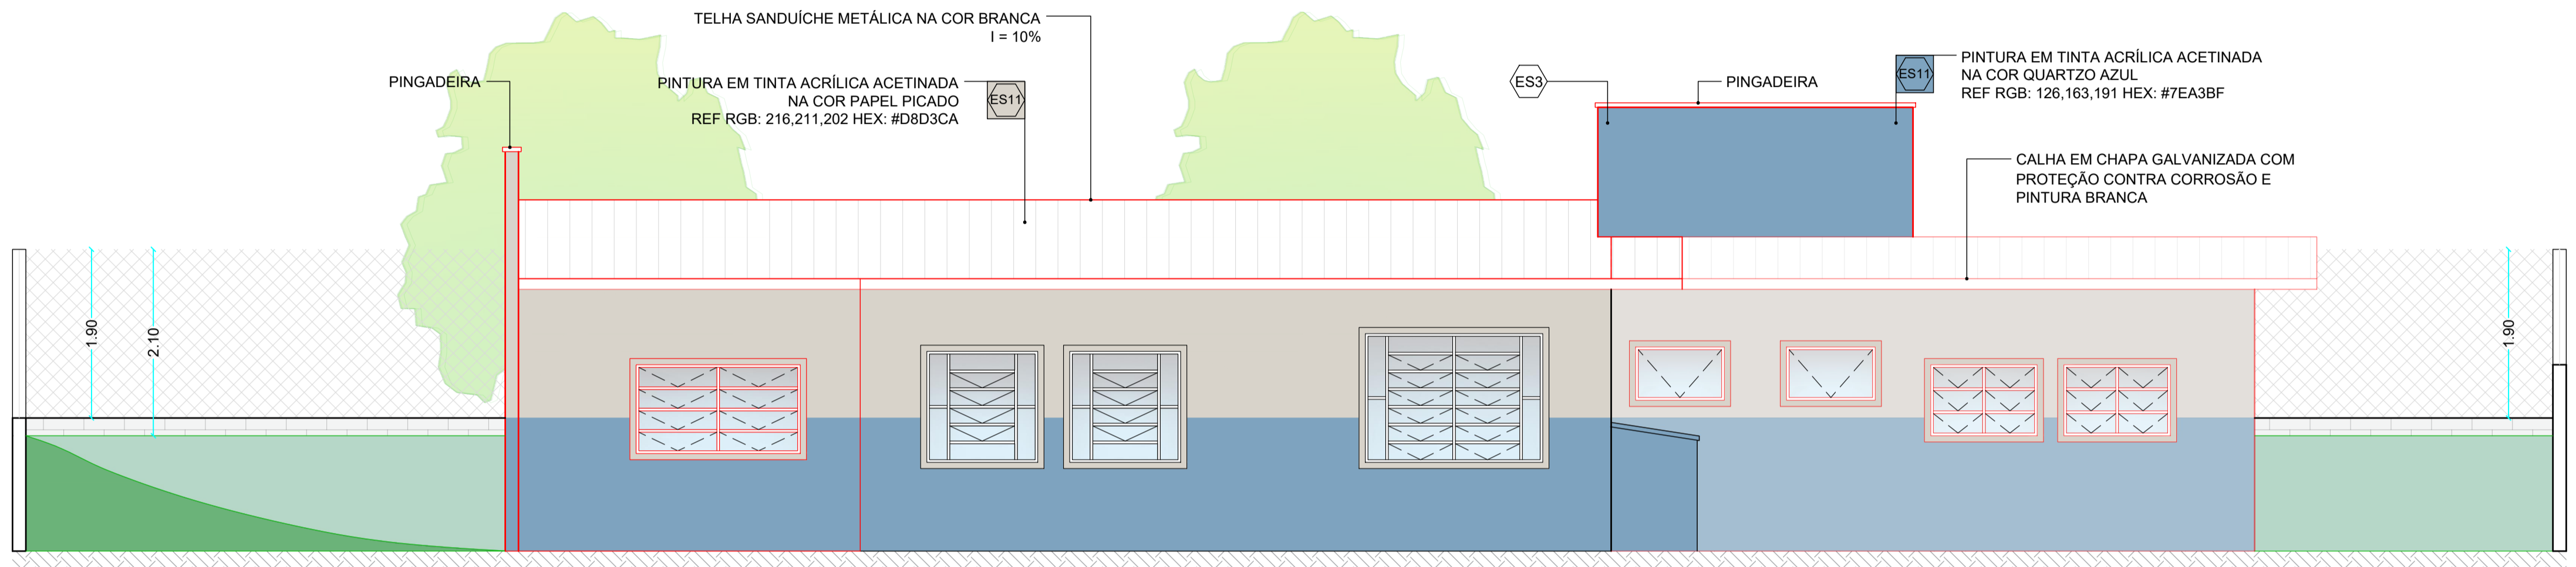 TELHA SANDUÍCHE METÁLICA NA COR BRANCA
I = 10%
PINGADEIRA
PINTURA EM TINTA ACRÍLICA ACETINADA
NA COR PAPEL PICADO
REF RGB: 216,211,202 HEX: #D8D3CA
ES11
ES3
PINGADEIRA
ES11
PINTURA EM TINTA ACRÍLICA ACETINADA
NA COR QUARTZO AZUL
REF RGB: 126,163,191 HEX: #7EA3BF
CALHA EM CHAPA GALVANIZADA COM
PROTEÇÃO CONTRA CORROSÃO E
PINTURA BRANCA
1.90
2.10
1.90